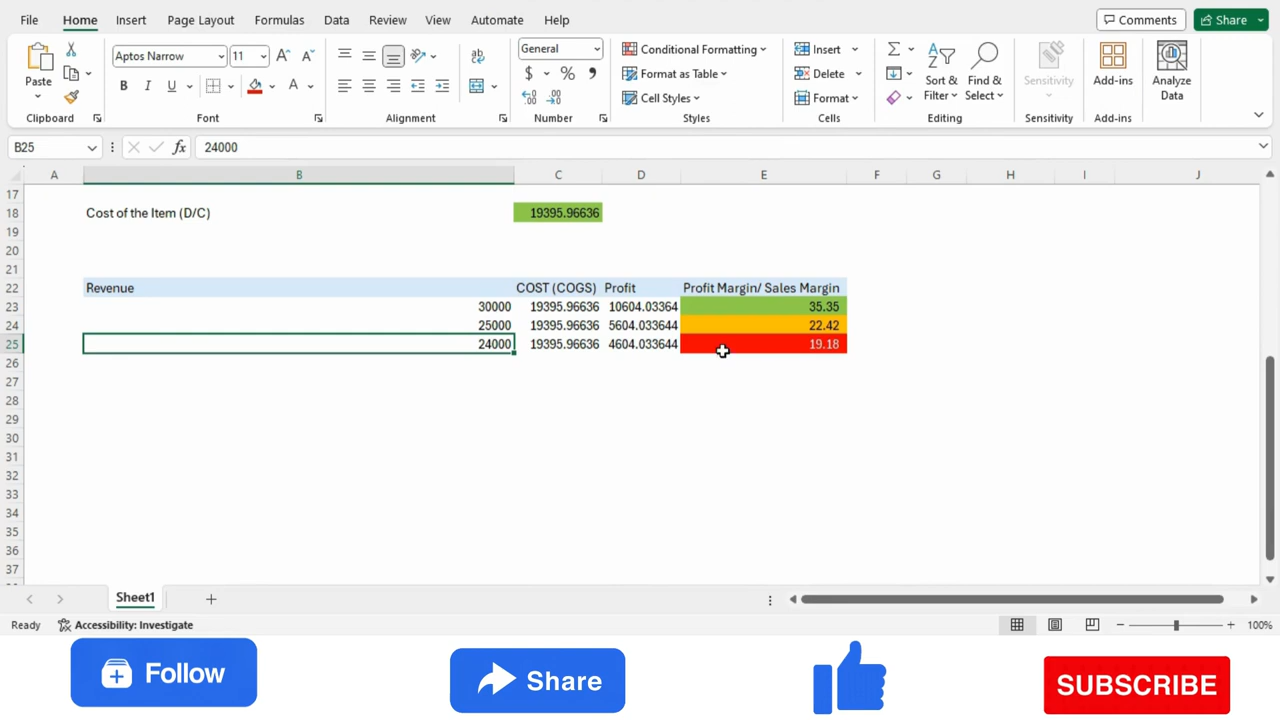 File Home Insert Page Layout Formulas Data Review View Automate Help Comments Share
Paste
Clipboard
Aptos Narrow 11 A A
B I U A
Font
ab
Alignment
General
$ % 9
Number
Conditional Formatting
Format as Table
Cell Styles
Styles
Insert
Delete
Format
Cells
Sort &
Filter
Find &
Select
Editing
Sensitivity
Sensitivity
Add-ins
Add-ins
Analyze
Data
B25 fx 24000
A B C D E F G H I J
17
18 Cost of the Item (D/C) 19395.96636
19
20
21
22 Revenue COST (COGS) Profit Profit Margin/ Sales Margin
23 30000 19395.96636 10604.03364 35.35
24 25000 19395.96636 5604.033644 22.42
25 24000 19395.96636 4604.033644 19.18
26
27
28
29
30
31
32
33
34
35
36
37
Sheet1
Ready Accessibility: Investigate 100%
Follow Share SUBSCRIBE